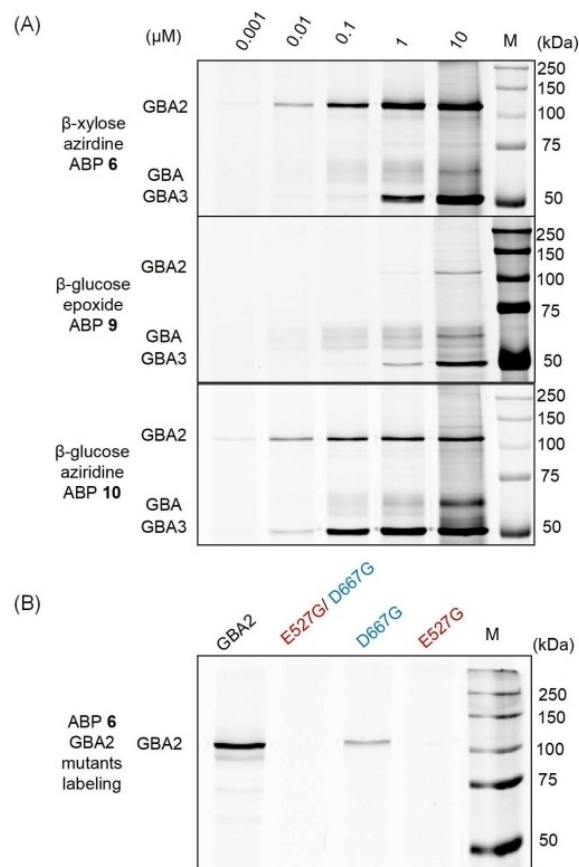 (A)
(μM) 0.001 0.01 0.1 1 10 M (kDa)
β-xylose
azirdine
ABP 6
GBA2
GBA
GBA3
250
150
100
75
50
β-glucose
epoxide
ABP 9
GBA2
GBA
GBA3
250
150
100
75
50
β-glucose
aziridine
ABP 10
GBA2
GBA
GBA3
250
150
100
75
50
(B)
GBA2 E527G/ D667G D667G E527G M (kDa)
ABP 6
GBA2
mutants
labeling
GBA2
250
150
100
75
50